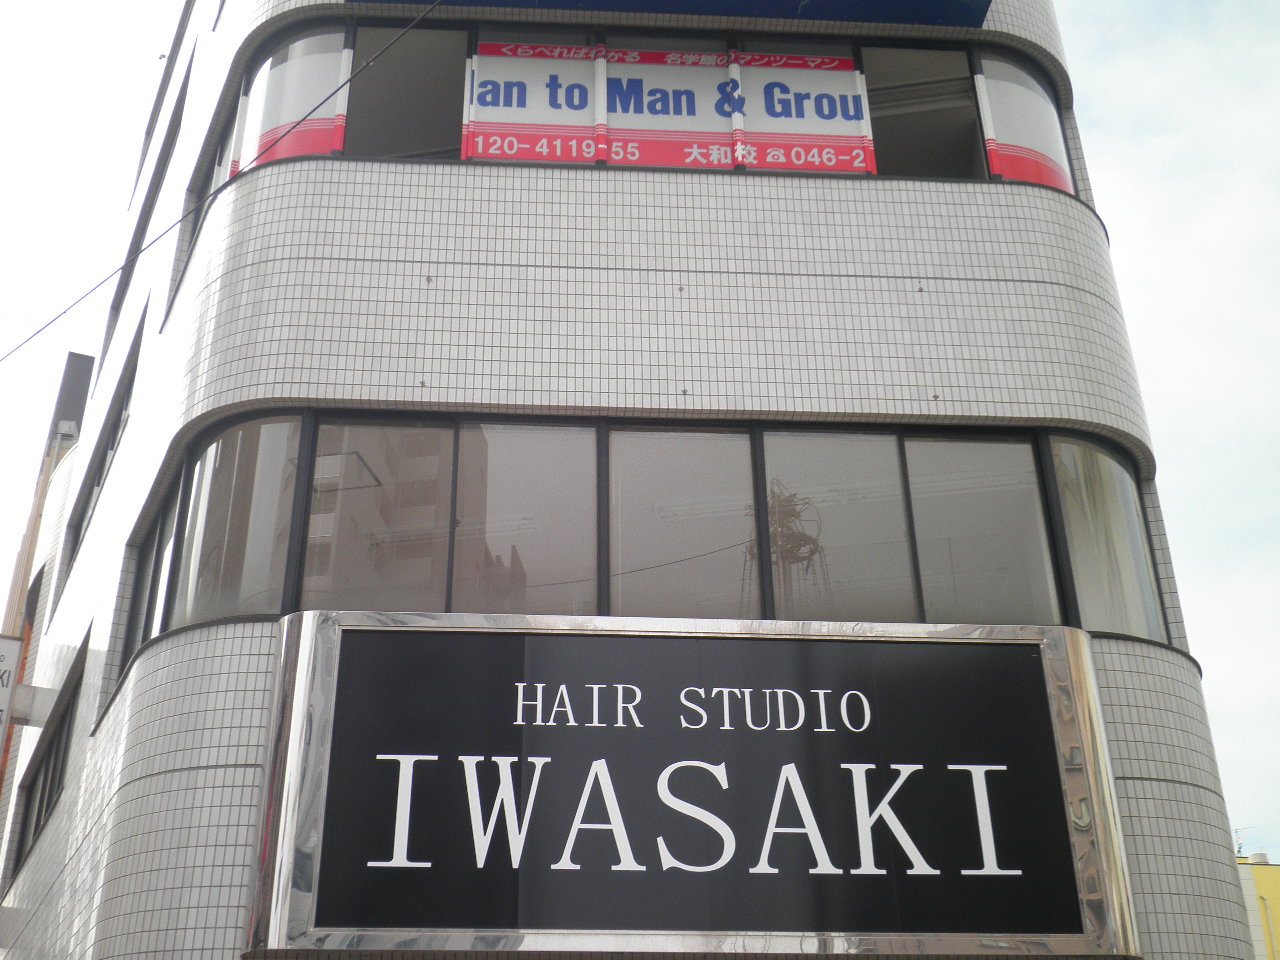 くらべればわかる 名学館のマンツーマン
an to Man & Grou
120-4119-55 大和校 ☎046-2
HAIR STUDIO
IWASAKI
KI